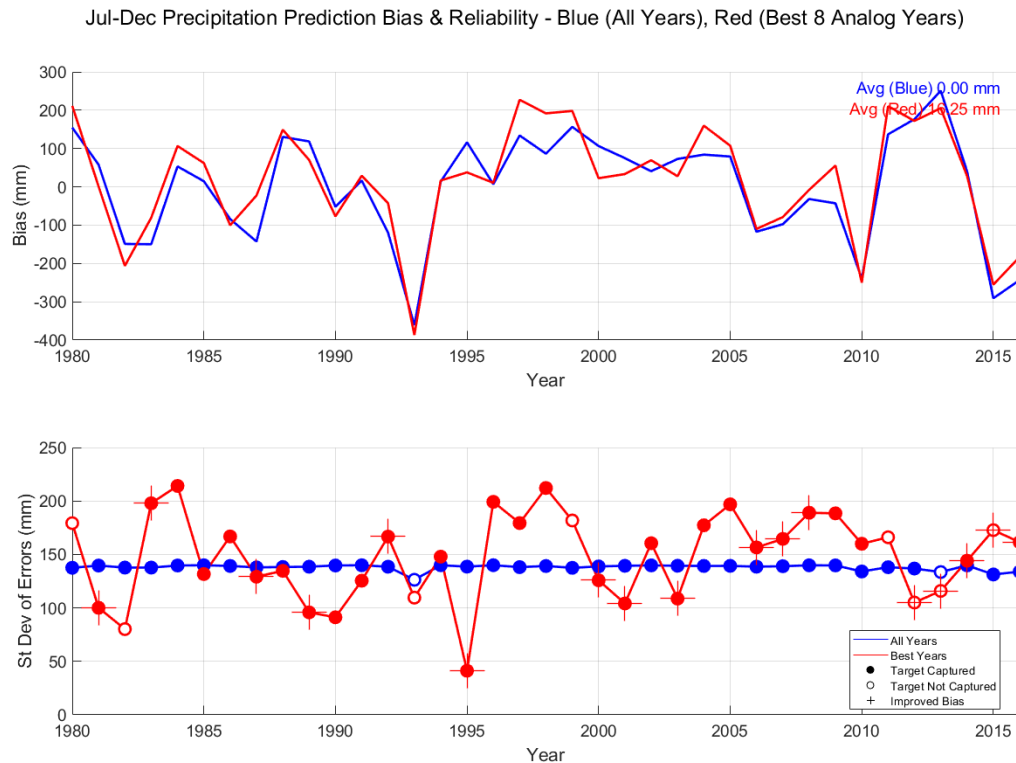 Jul-Dec Precipitation Prediction Bias & Reliability - Blue (All Years), Red (Best 8 Analog Years)
300
200
100
0
-100
-200
-300
-400
Bias (mm)
Avg (Blue) 0.00 mm
Avg (Red) 16.25 mm
1980
1985
1990
1995
2000
2005
2010
2015
Year
250
200
150
100
50
0
St Dev of Errors (mm)
All Years
Best Years
Target Captured
Target Not Captured
Improved Bias
1980
1985
1990
1995
2000
2005
2010
2015
Year